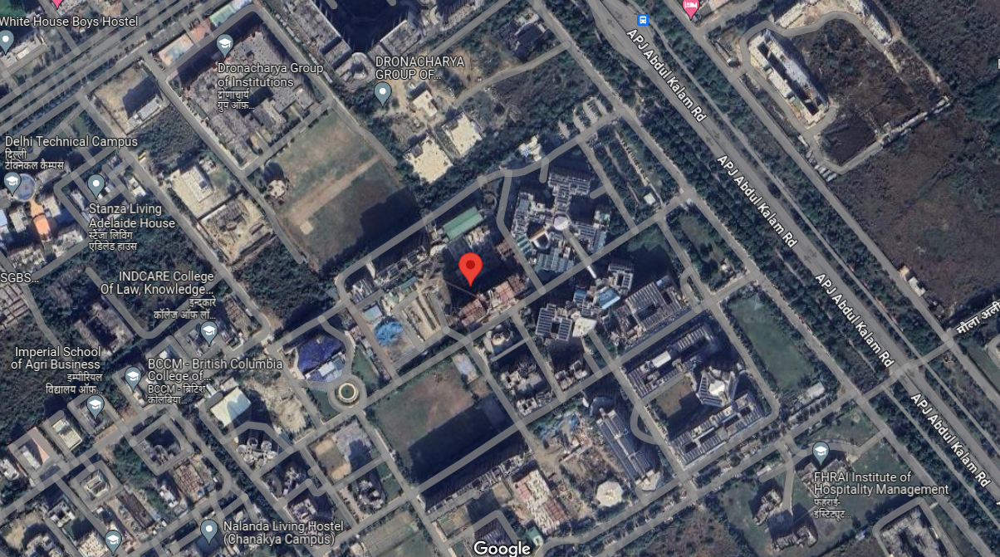 White House Boys Hostel
Dronacharya Group
of Institutions
द्रोणाचार्य
ग्रुप ऑफ़...
DRONACHARYA
GROUP OF...
APJ Abdul Kalam Rd
Delhi Technical Campus
दिल्ली
टेक्निकल कैम्पस
Stanza Living
Adelaide House
स्टेंजा लिविंग
एडिलेड हाउस
APJ Abdul Kalam Rd
SGBS...
INDCARE College
Of Law, Knowledge...
इन्दकारे
कॉलेज ऑफ़ लॉ...
APJ Abdul Kalam Rd
मौला अली
Imperial School
of Agri Business
इम्पीरियल
विद्यालय ऑफ़...
BCCM - British Columbia
College of...
BCCM - ब्रिटिश
कोलंबिया...
APJ Abdul Kalam Rd
FHRAI Institute of
Hospitality Management
फहराई-
इंस्टिट्यूट...
Nalanda Living Hostel
(Chanakya Campus)
Google